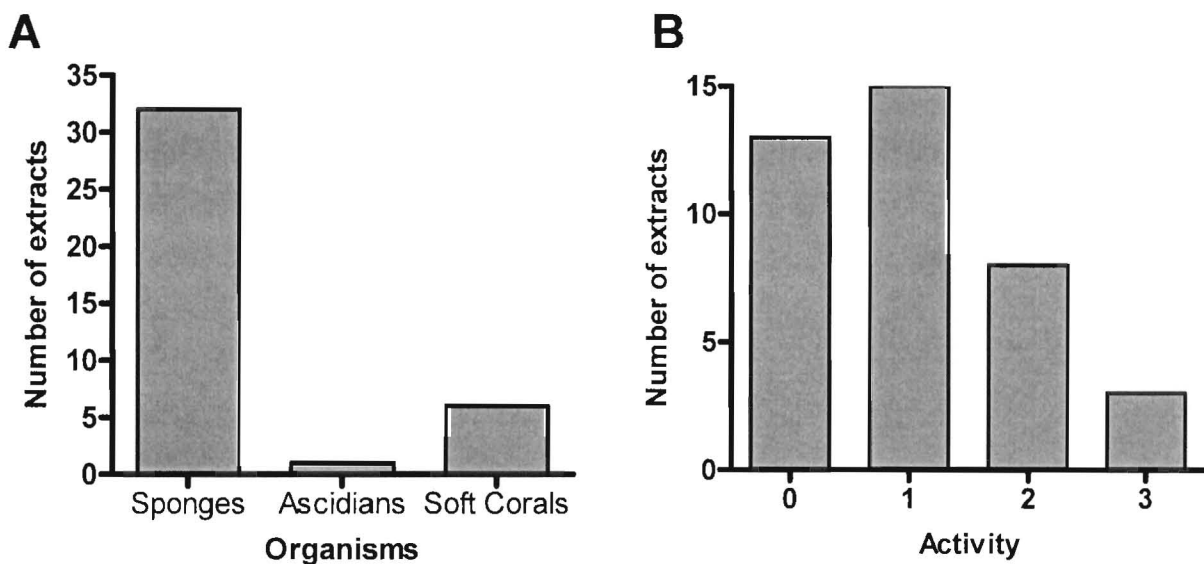 A
Number of extracts
35
30
25
20
15
10
5
0
Sponges Ascidians Soft Corals
Organisms
B
Number of extracts
15
10
5
0
0 1 2 3
Activity